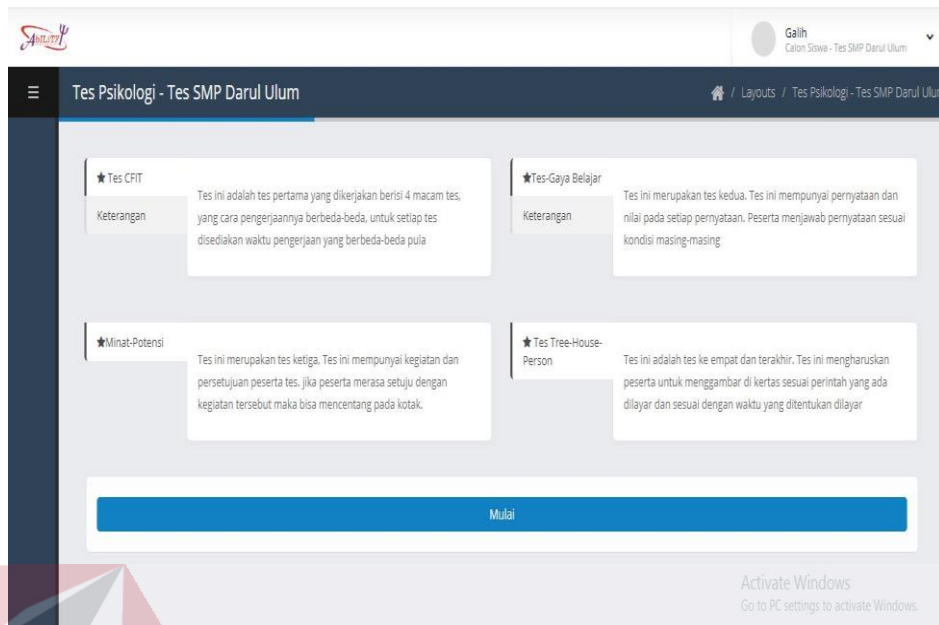 ABILITY
Galih
Calon Siswa - Tes SMP Darul Ulum
Tes Psikologi - Tes SMP Darul Ulum
/ Layouts / Tes Psikologi - Tes SMP Darul Ulum
Tes CFIT
Keterangan
Tes ini adalah tes pertama yang dikerjakan berisi 4 macam tes,
yang cara pengerjaannya berbeda-beda, untuk setiap tes
disediakan waktu pengerjaan yang berbeda-beda pula
Tes-Gaya Belajar
Keterangan
Tes ini merupakan tes kedua. Tes ini mempunyai pernyataan dan
nilai pada setiap pernyataan. Peserta menjawab pernyataan sesuai
kondisi masing-masing
Minat-Potensi
Tes ini merupakan tes ketiga, Tes ini mempunyai kegiatan dan
persetujuan peserta tes. jika peserta merasa setuju dengan
kegiatan tersebut maka bisa mencentang pada kotak.
Tes Tree-House-
Person
Tes ini adalah tes ke empat dan terakhir. Tes ini mengharuskan
peserta untuk menggambar di kertas sesuai perintah yang ada
dilayar dan sesuai dengan waktu yang ditentukan dilayar
Mulai
Activate Windows
Go to PC settings to activate Windows.